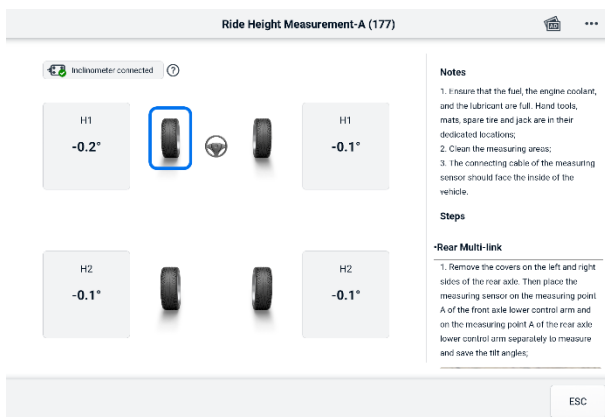 Ride Height Measurement-A (177)
Inclinometer connected
H1
-0.2°
H1
-0.1°
H2
-0.1°
H2
-0.1°
Notes
1. Ensure that the fuel, the engine coolant,
and the lubricant are full. Hand tools,
mats, spare tire and jack are in their
dedicated locations;
2. Clean the measuring areas;
3. The connecting cable of the measuring
sensor should face the inside of the
vehicle.
Steps
•Rear Multi-link
1. Remove the covers on the left and right
sides of the rear axle. Then place the
measuring sensor on the measuring point
A of the front axle lower control arm and
on the measuring point A of the rear axle
lower control arm separately to measure
and save the tilt angles;
ESC